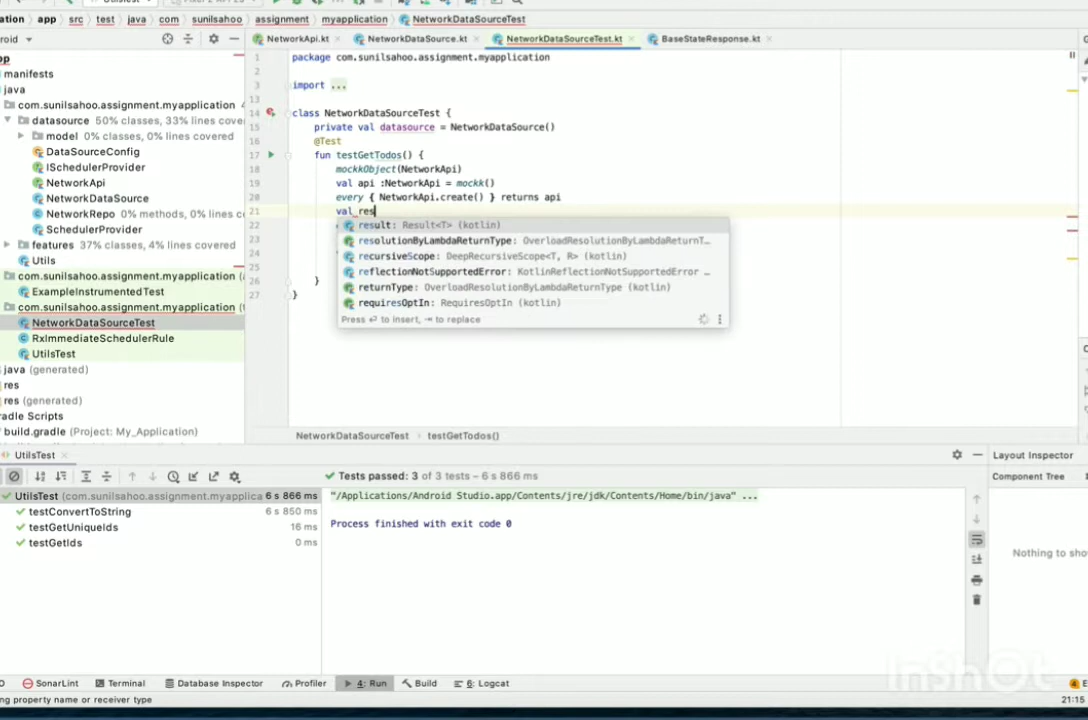 UtilsTest
ation app src test java com sunilsahoo assignment myapplication NetworkDataSourceTest
roid
NetworkApi.kt NetworkDataSource.kt NetworkDataSourceTest.kt BaseStateResponse.kt
manifests
java
com.sunilsahoo.assignment.myapplication
datasource 50% classes, 33% lines cove
model 0% classes, 0% lines covered
DataSourceConfig
ISchedulerProvider
NetworkApi
NetworkDataSource
NetworkRepo 0% methods, 0% lines c
SchedulerProvider
features 37% classes, 4% lines cover
Utils
com.sunilsahoo.assignment.myapplication
ExampleInstrumentedTest
com.sunilsahoo.assignment.myapplication
NetworkDataSourceTest
RxImmediateSchedulerRule
UtilsTest
java (generated)
res
res (generated)
radle Scripts
build.gradle (Project: My_Application)
1 package com.sunilsahoo.assignment.myapplication
2
3 import ...
13
14 class NetworkDataSourceTest {
15 private val datasource = NetworkDataSource()
16 @Test
17 fun testGetTodos() {
18 mockkObject(NetworkApi)
19 val api :NetworkApi = mockk()
20 every { NetworkApi.create() } returns api
21 val res
22
23
24
25
26 }
27 }
result: Result<T> (kotlin)
resolutionByLambdaReturnType: OverloadResolutionByLambdaReturnT...
recursiveScope: DeepRecursiveScope<T, R> (kotlin)
reflectionNotSupportedError: KotlinReflectionNotSupportedError ...
returnType: OverloadResolutionByLambdaReturnType (kotlin)
requiresOptIn: RequiresOptIn (kotlin)
Press ⏎ to insert, ⇥ to replace
NetworkDataSourceTest › testGetTodos()
UtilsTest
Layout Inspector
Tests passed: 3 of 3 tests – 6 s 866 ms
Component Tree
UtilsTest (com.sunilsahoo.assignment.myapplica 6 s 866 ms
testConvertToString 6 s 850 ms
testGetUniqueIds 16 ms
testGetIds 0 ms
"/Applications/Android Studio.app/Contents/jre/jdk/Contents/Home/bin/java" ...
Process finished with exit code 0
Nothing to sho
InShOt
SonarLint Terminal Database Inspector Profiler 4: Run Build 6: Logcat
ng property name or receiver type
21:15